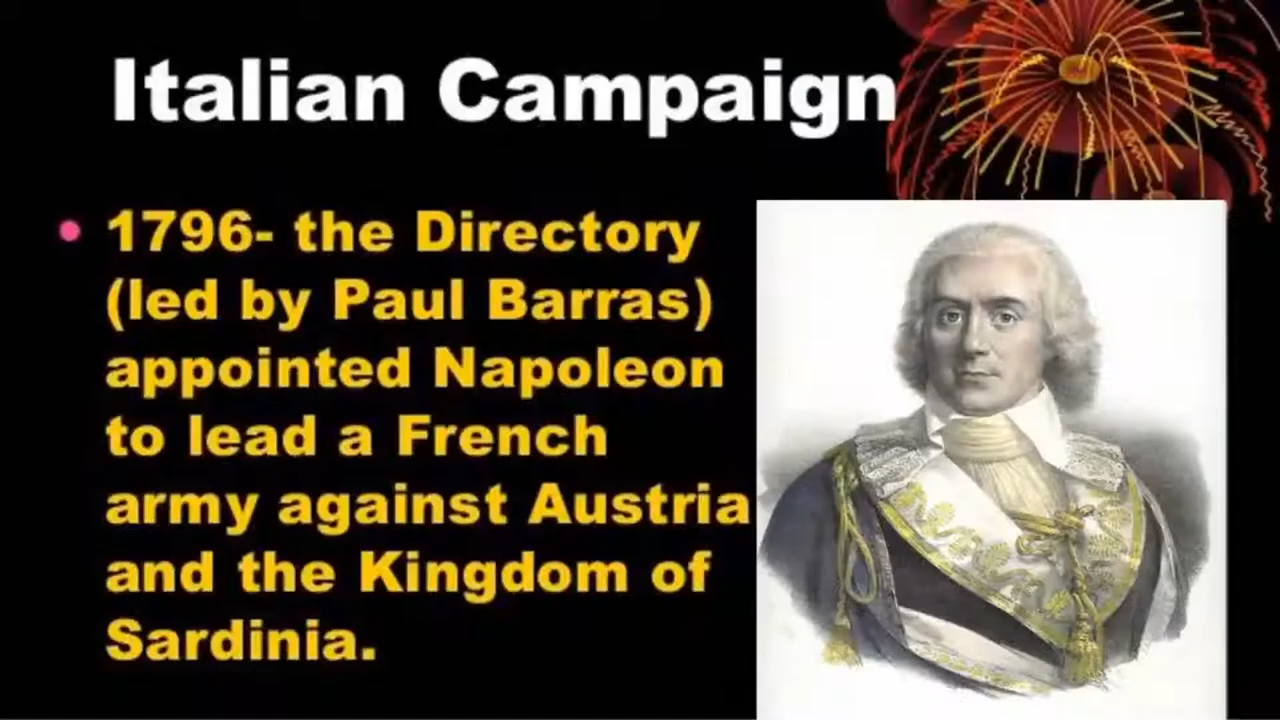 Italian Campaign
• 1796- the Directory
(led by Paul Barras)
appointed Napoleon
to lead a French
army against Austria
and the Kingdom of
Sardinia.